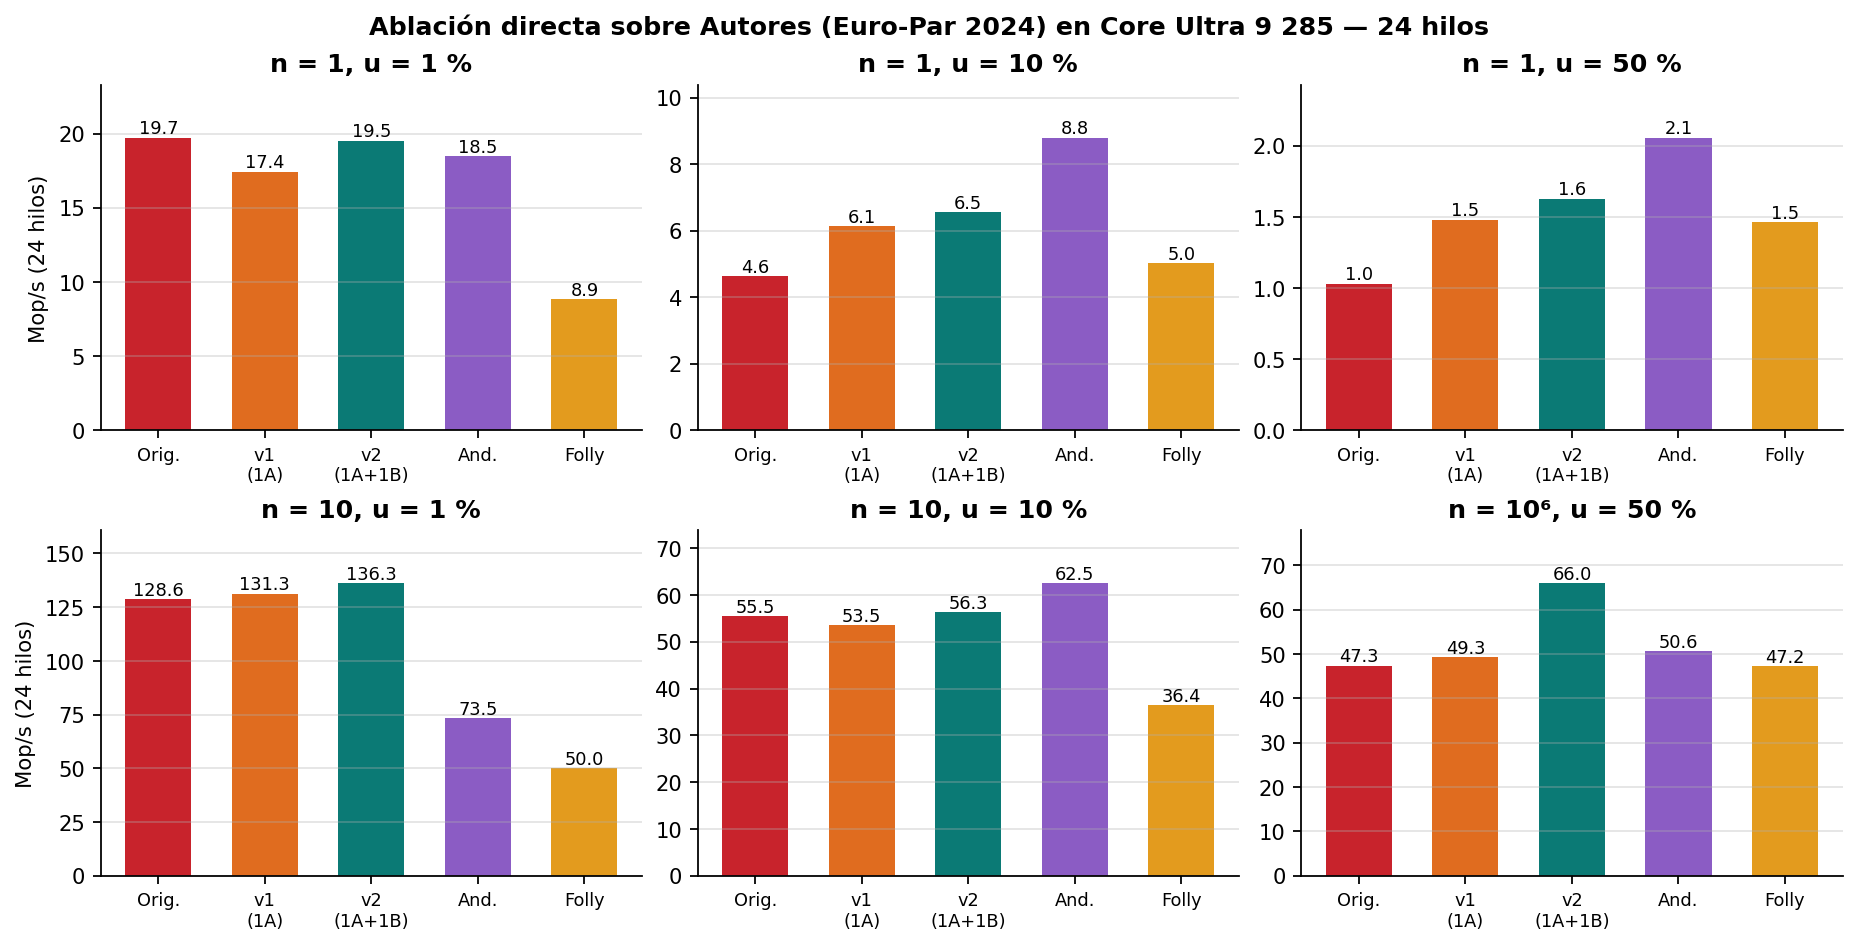 Ablación directa sobre Autores (Euro-Par 2024) en Core Ultra 9 285 — 24 hilos
n = 1, u = 1 %
Mop/s (24 hilos)
20
15
10
5
0
19.7
17.4
19.5
18.5
8.9
Orig.
v1
(1A)
v2
(1A+1B)
And.
Folly
n = 1, u = 10 %
10
8
6
4
2
0
4.6
6.1
6.5
8.8
5.0
Orig.
v1
(1A)
v2
(1A+1B)
And.
Folly
n = 1, u = 50 %
2.0
1.5
1.0
0.5
0.0
1.0
1.5
1.6
2.1
1.5
Orig.
v1
(1A)
v2
(1A+1B)
And.
Folly
n = 10, u = 1 %
Mop/s (24 hilos)
150
125
100
75
50
25
0
128.6
131.3
136.3
73.5
50.0
Orig.
v1
(1A)
v2
(1A+1B)
And.
Folly
n = 10, u = 10 %
70
60
50
40
30
20
10
0
55.5
53.5
56.3
62.5
36.4
Orig.
v1
(1A)
v2
(1A+1B)
And.
Folly
n = 10⁶, u = 50 %
70
60
50
40
30
20
10
0
47.3
49.3
66.0
50.6
47.2
Orig.
v1
(1A)
v2
(1A+1B)
And.
Folly